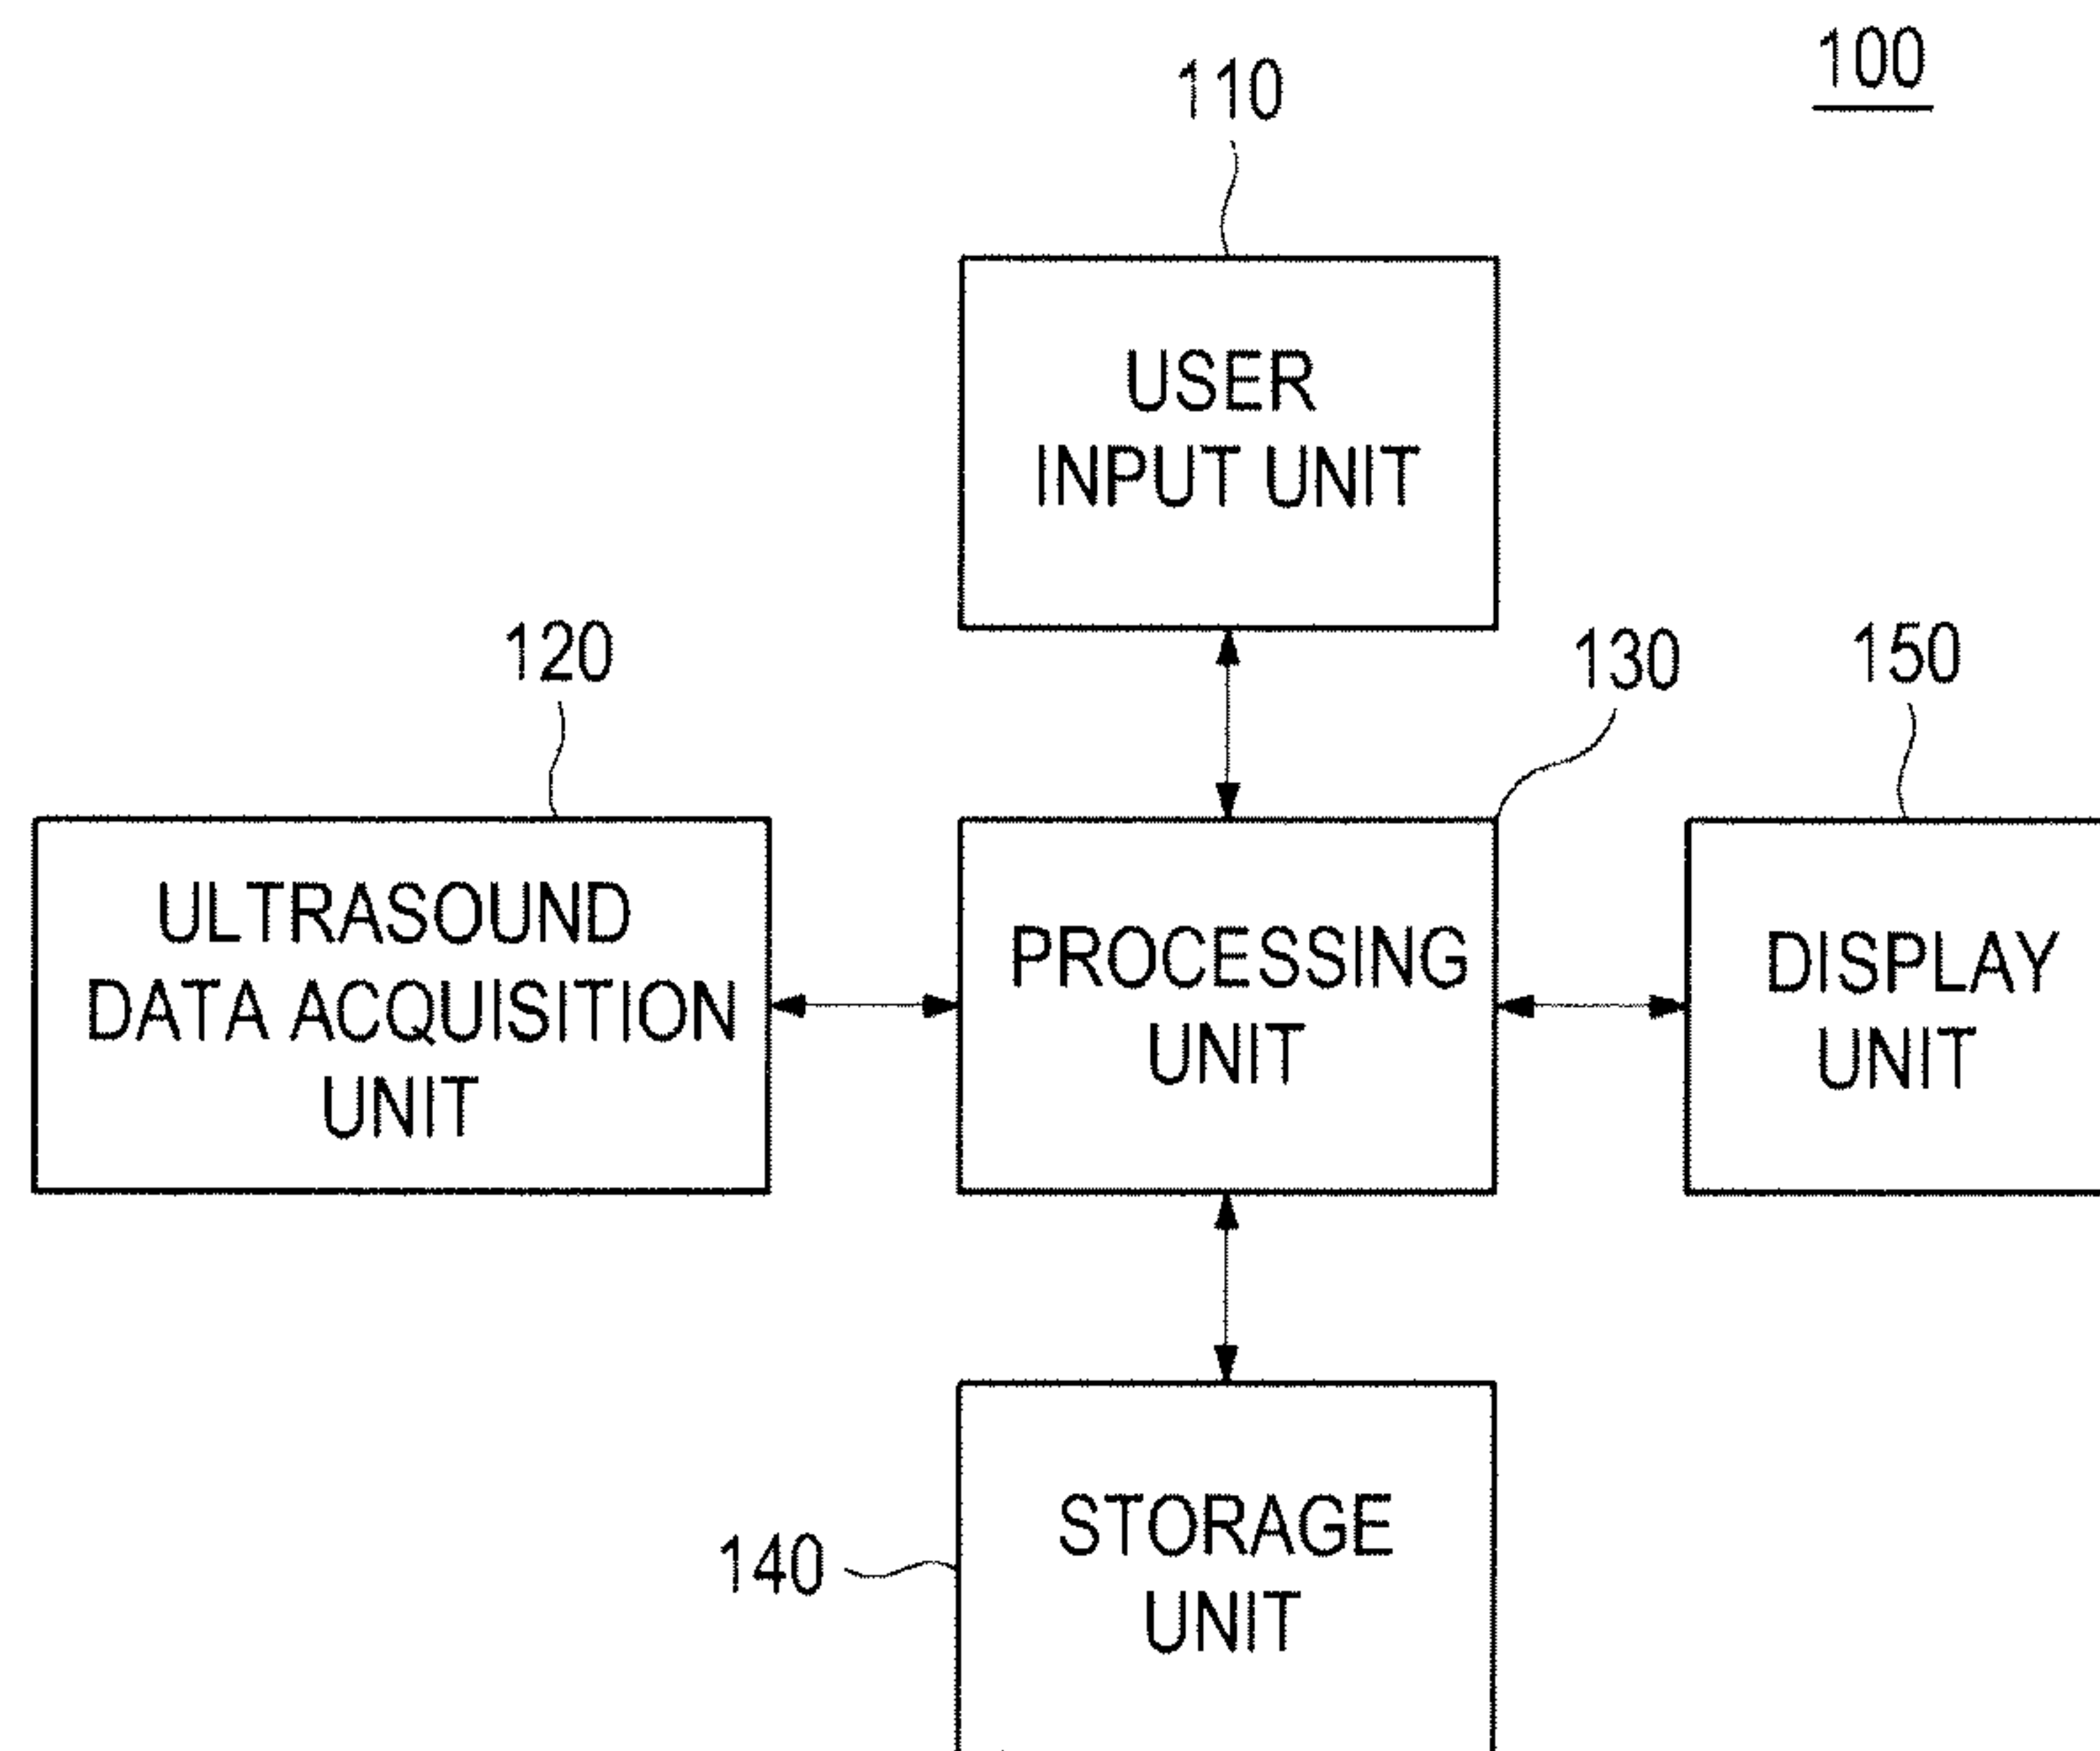 100
110
USER
INPUT UNIT
120
130
150
ULTRASOUND
DATA ACQUISITION
UNIT
PROCESSING
UNIT
DISPLAY
UNIT
140
STORAGE
UNIT